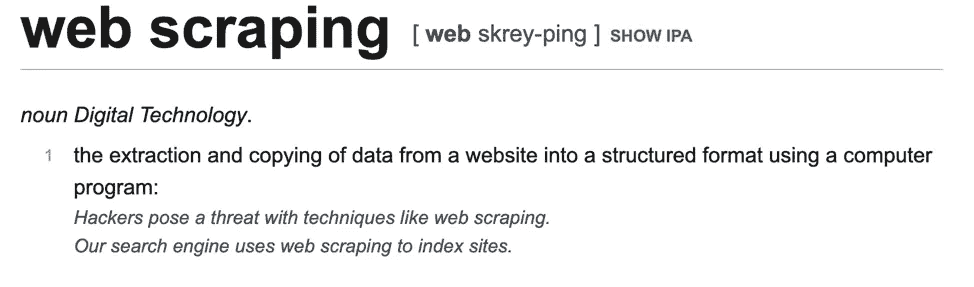 web scraping [ web skrey-ping ] SHOW IPA
noun Digital Technology.
1 the extraction and copying of data from a website into a structured format using a computer
program:
Hackers pose a threat with techniques like web scraping.
Our search engine uses web scraping to index sites.